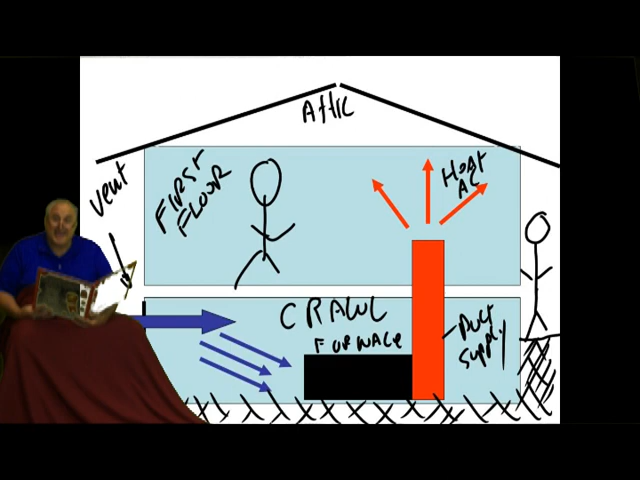 Attic
Vent
FIRST
FLOOR
HEAT
AC
CRAWL
FURNACE
Duct
Supply